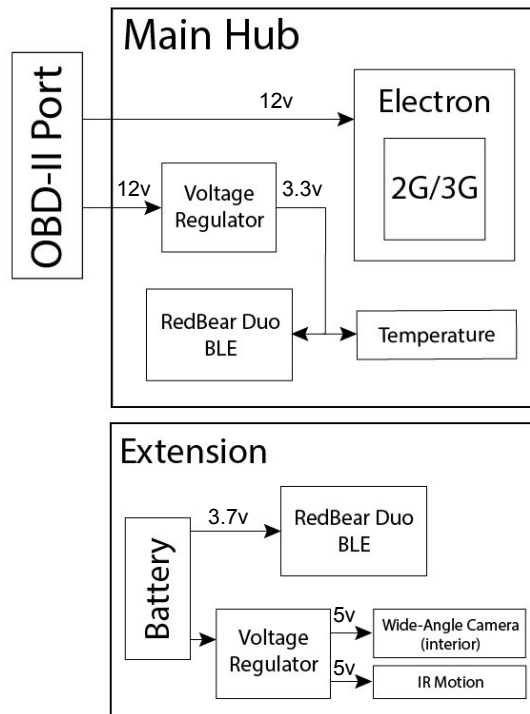 Main Hub
OBD-II Port
12v
Electron
2G/3G
12v
Voltage
Regulator
3.3v
RedBear Duo
BLE
Temperature
Extension
Battery
3.7v
RedBear Duo
BLE
Voltage
Regulator
5v
Wide-Angle Camera
(interior)
5v
IR Motion